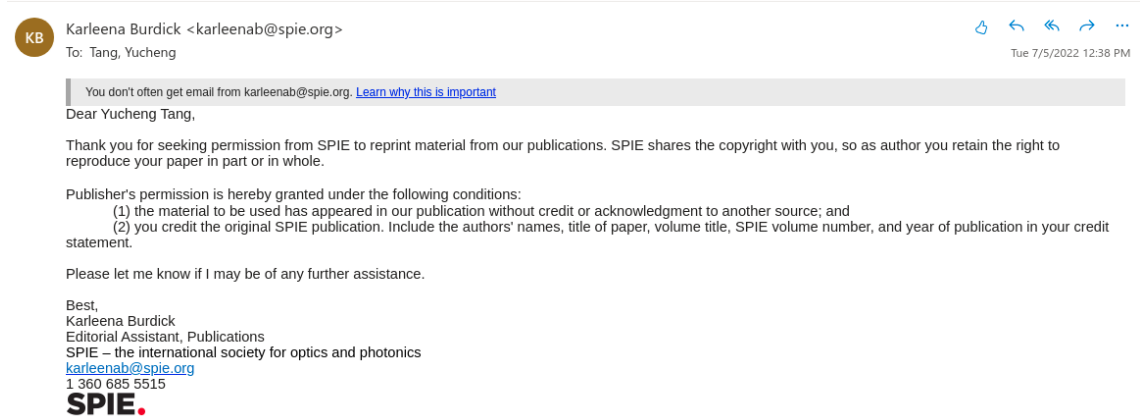 KB
Karleena Burdick <karleenab@spie.org>
To: Tang, Yucheng
Tue 7/5/2022 12:38 PM
You don't often get email from karleenab@spie.org. Learn why this is important
Dear Yucheng Tang,
Thank you for seeking permission from SPIE to reprint material from our publications. SPIE shares the copyright with you, so as author you retain the right to
reproduce your paper in part or in whole.
Publisher's permission is hereby granted under the following conditions:
(1) the material to be used has appeared in our publication without credit or acknowledgment to another source; and
(2) you credit the original SPIE publication. Include the authors' names, title of paper, volume title, SPIE volume number, and year of publication in your credit
statement.
Please let me know if I may be of any further assistance.
Best,
Karleena Burdick
Editorial Assistant, Publications
SPIE – the international society for optics and photonics
karleenab@spie.org
1 360 685 5515
SPIE.